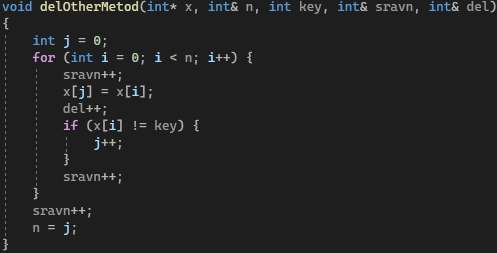 void delOtherMetod(int* x, int& n, int key, int& sravn, int& del)
{
    int j = 0;
    for (int i = 0; i < n; i++) {
        sravn++;
        x[j] = x[i];
        del++;
        if (x[i] != key) {
            j++;
        }
        sravn++;
    }
    sravn++;
    n = j;
}